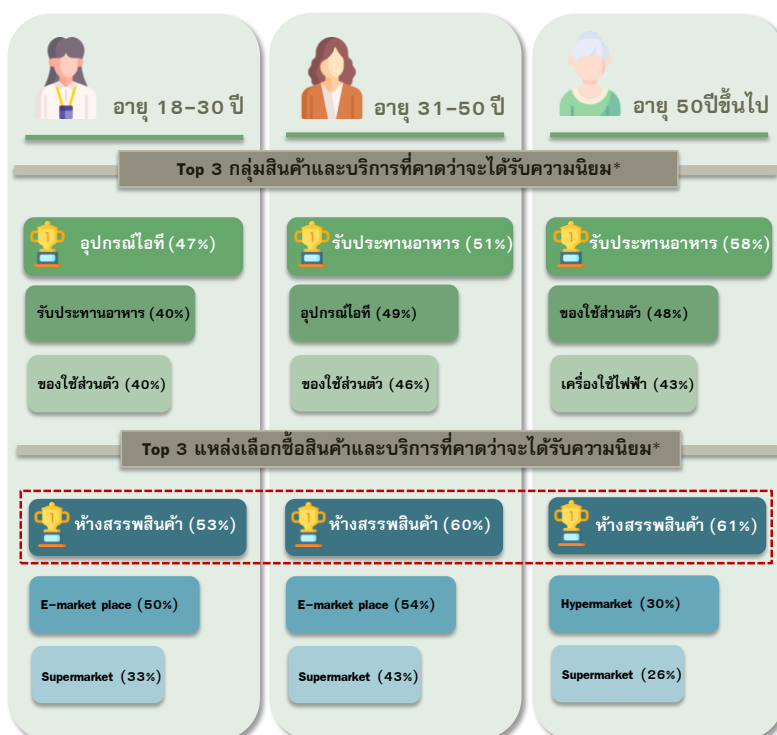 อายุ 18-30 ปี
อายุ 31-50 ปี
อายุ 50ปีขึ้นไป
Top 3 กลุ่มสินค้าและบริการที่คาดว่าจะได้รับความนิยม*
1 อุปกรณ์ไอที (47%)
1 รับประทานอาหาร (51%)
1 รับประทานอาหาร (58%)
รับประทานอาหาร (40%)
อุปกรณ์ไอที (49%)
ของใช้ส่วนตัว (48%)
ของใช้ส่วนตัว (40%)
ของใช้ส่วนตัว (46%)
เครื่องใช้ไฟฟ้า (43%)
Top 3 แหล่งเลือกซื้อสินค้าและบริการที่คาดว่าจะได้รับความนิยม*
1 ห้างสรรพสินค้า (53%)
1 ห้างสรรพสินค้า (60%)
1 ห้างสรรพสินค้า (61%)
E-market place (50%)
E-market place (54%)
Hypermarket (30%)
Supermarket (33%)
Supermarket (43%)
Supermarket (26%)